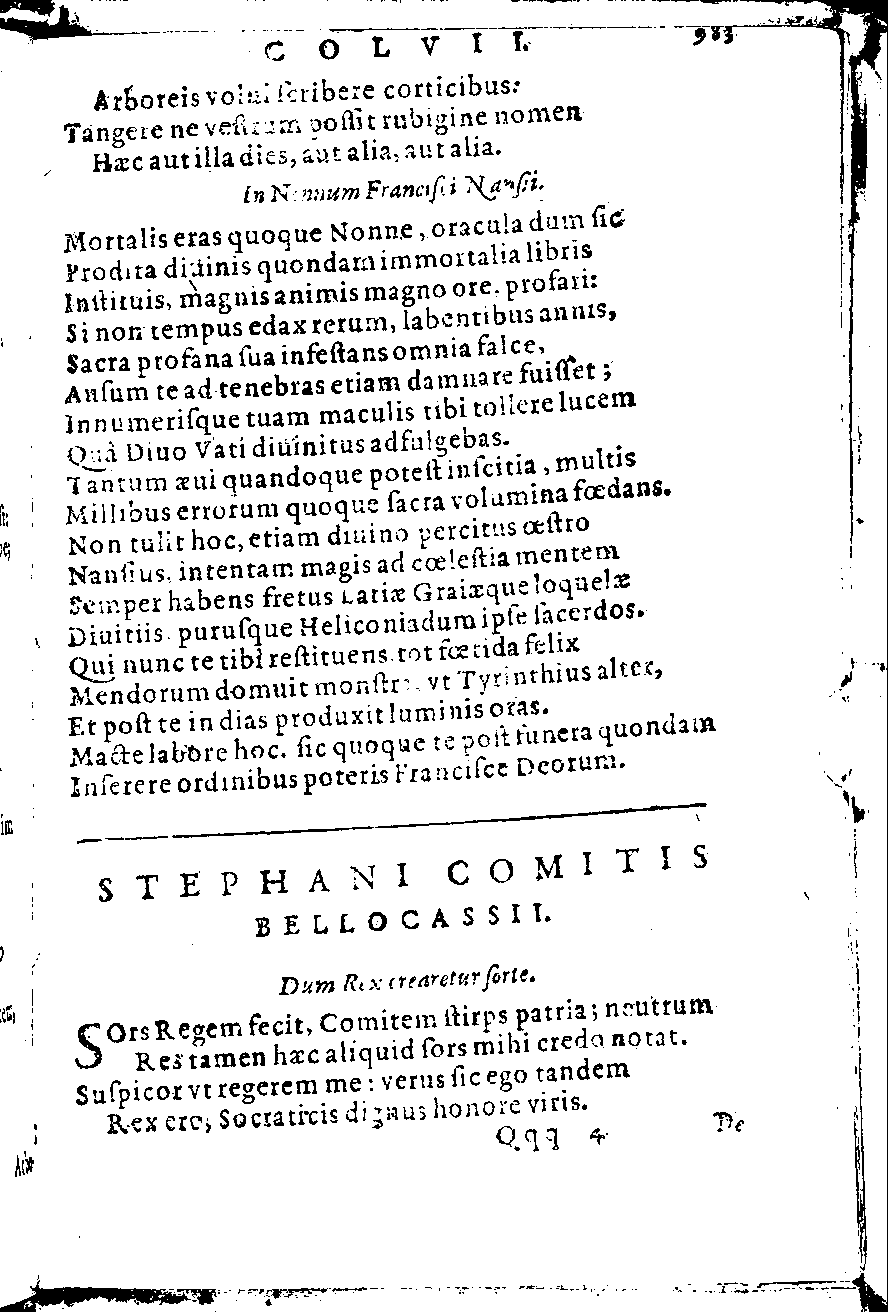 COLVII. 983
Arboreis volui ſcribere corticibus:
Tangere ne veſtrum poſſit rubigine nomen
Hæc aut illa dies, aut alia, aut alia.
In Nonnum Franciſci Nanſii.
Mortalis eras quoque Nonne, oracula dum ſic
Prodita diuinis quondam immortalia libris
Inſtituis, magnis animis magno ore. profari:
Si non tempus edax rerum, labentibus annis,
Sacra profana ſua infeſtans omnia falce,
Auſum te ad tenebras etiam damnare fuiſſet;
Innumeriſque tuam maculis tibi tollere lucem
Quâ Diuo Vati diuinitus adfulgebas.
Tantum æui quandoque poteſt inſcitia, multis
Millibus errorum quoque ſacra volumina fœdans.
Non tulit hoc, etiam diuino percitus œſtro
Nanſius, intentam magis ad cœleſtia mentem
Semper habens fretus Latiæ Graiæque loquelæ
Diuitiis, puruſque Heliconiadum ipſe ſacerdos.
Qui nunc te tibi reſtituens, tot fœtida felix
Mendorum domuit monſtra, vt Tyrinthius alter,
Et poſt te in dias produxit luminis oras.
Macte labore hoc. ſic quoque te poſt funera quondam
Inſerere ordinibus poteris Franciſce Deorum.
STEPHANI COMITIS
BELLOCASSII.
Dum Rex crearetur ſorte.
SOrs Regem fecit, Comitem ſtirps patria; neutrum
Res tamen hæc aliquid ſors mihi credo notat.
Suſpicor vt regerem me: verus ſic ego tandem
Rex ero, Socraticis dignus honore viris.
Qqq 4 De